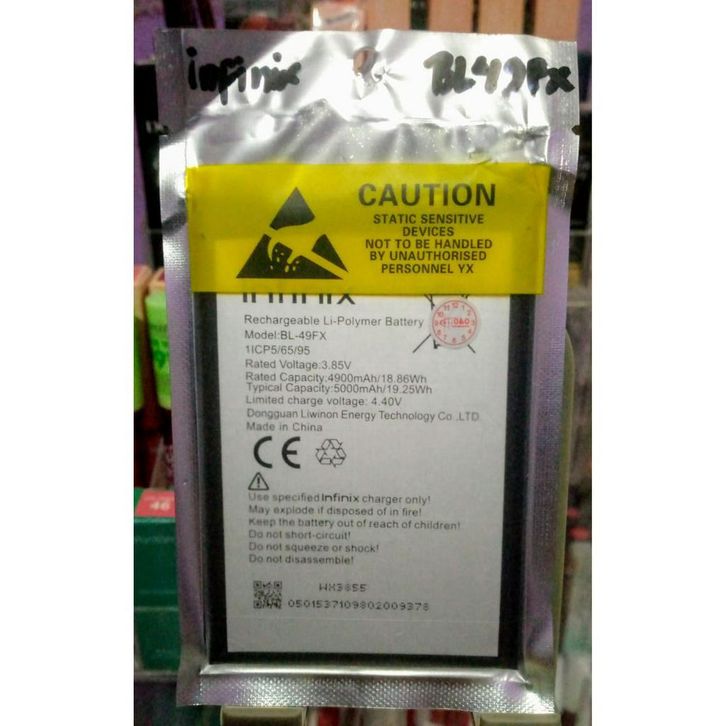 infinix BL49Fx
CAUTION
STATIC SENSITIVE
DEVICES
NOT TO BE HANDLED
BY UNAUTHORISED
PERSONNEL YX
Infinix
Rechargeable Li-Polymer Battery
Model:BL-49FX
1ICP5/65/95
Rated Voltage:3.85V
Rated Capacity:4900mAh/18.86Wh
Typical Capacity:5000mAh/19.25Wh
Limited charge voltage: 4.40V
Dongguan Liwinon Energy Technology Co.,LTD.
Made in China
CE
Use specified Infinix charger only!
May explode if disposed of in fire!
Keep the battery out of reach of children!
Do not short-circuit!
Do not squeeze or shock!
Do not disassemble!
WX3855
0501537109802009378
46